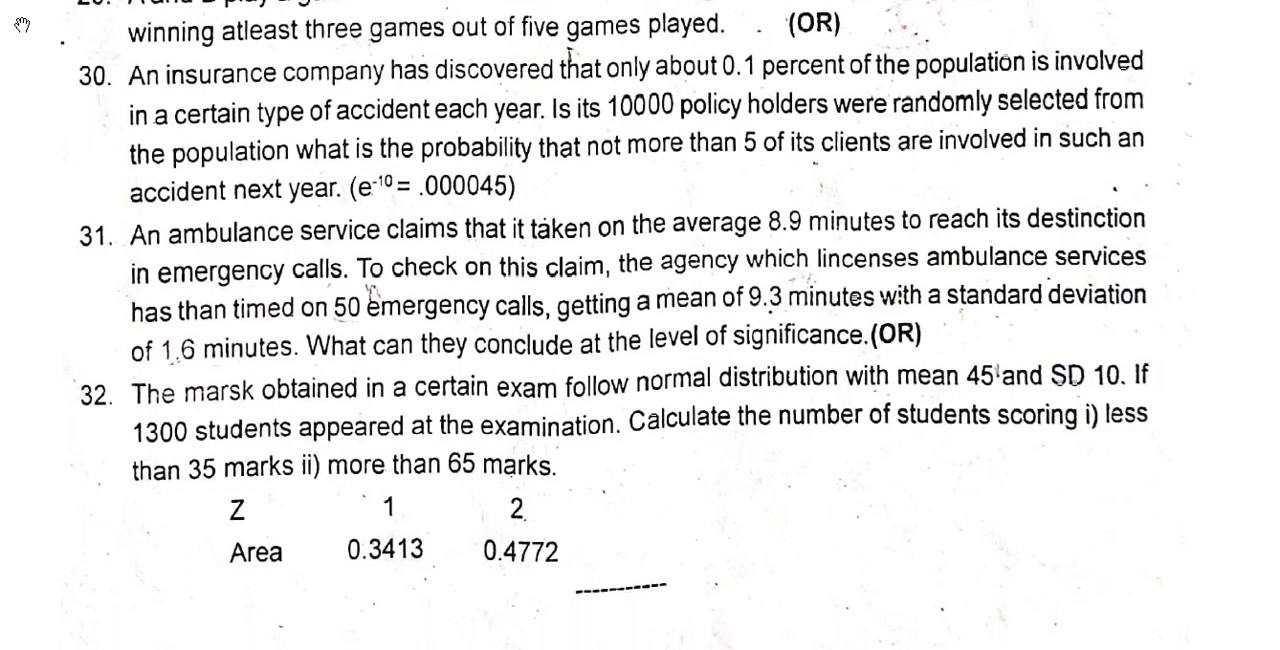 winning atleast three games out of five games played. (OR)
30. An insurance company has discovered that only about 0.1 percent of the population is involved
in a certain type of accident each year. Is its 10000 policy holders were randomly selected from
the population what is the probability that not more than 5 of its clients are involved in such an
accident next year. (e⁻¹⁰ = .000045)
31. An ambulance service claims that it taken on the average 8.9 minutes to reach its destinction
in emergency calls. To check on this claim, the agency which lincenses ambulance services
has than timed on 50 emergency calls, getting a mean of 9.3 minutes with a standard deviation
of 1.6 minutes. What can they conclude at the level of significance.(OR)
32. The marsk obtained in a certain exam follow normal distribution with mean 45 and SD 10. If
1300 students appeared at the examination. Calculate the number of students scoring i) less
than 35 marks ii) more than 65 marks.
Z 1 2
Area 0.3413 0.4772